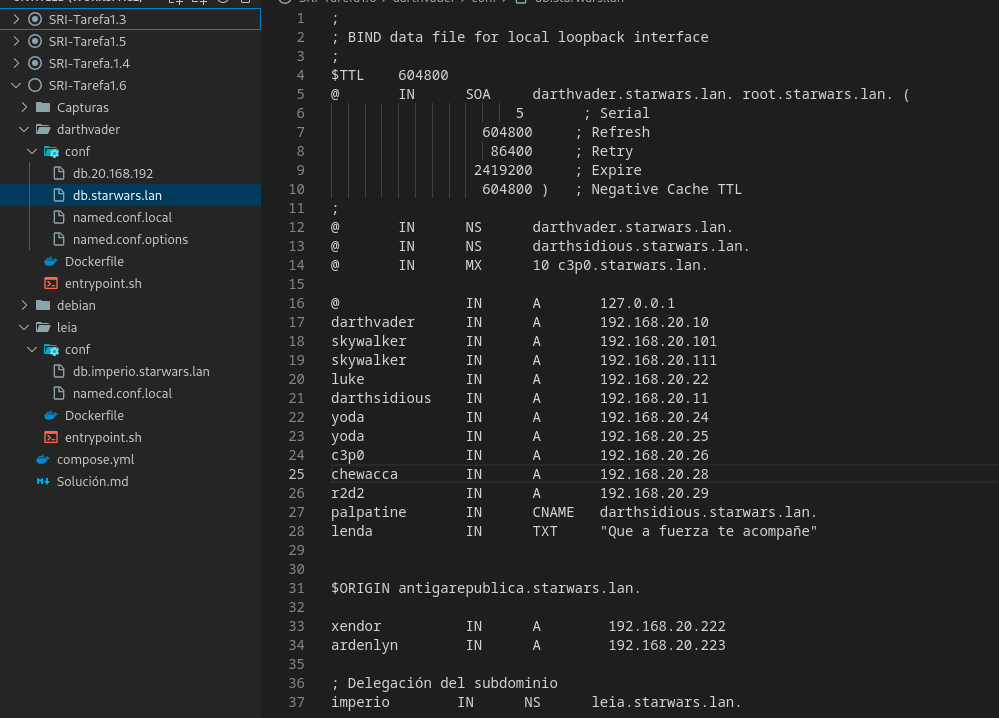 SRI-Tarefa1.3
SRI-Tarefa1.5
SRI-Tarefa.1.4
SRI-Tarefa1.6
Capturas
darthvader
conf
db.20.168.192
db.starwars.lan
named.conf.local
named.conf.options
Dockerfile
entrypoint.sh
debian
leia
conf
db.imperio.starwars.lan
named.conf.local
Dockerfile
entrypoint.sh
compose.yml
Solución.md
1 ;
2 ; BIND data file for local loopback interface
3 ;
4 $TTL    604800
5 @       IN      SOA     darthvader.starwars.lan. root.starwars.lan. (
6                       5       ; Serial
7                  604800     ; Refresh
8                   86400     ; Retry
9                 2419200     ; Expire
10                 604800 )   ; Negative Cache TTL
11 ;
12 @       IN      NS      darthvader.starwars.lan.
13 @       IN      NS      darthsidious.starwars.lan.
14 @       IN      MX      10 c3p0.starwars.lan.
15
16 @               IN      A       127.0.0.1
17 darthvader      IN      A       192.168.20.10
18 skywalker       IN      A       192.168.20.101
19 skywalker       IN      A       192.168.20.111
20 luke            IN      A       192.168.20.22
21 darthsidious    IN      A       192.168.20.11
22 yoda            IN      A       192.168.20.24
23 yoda            IN      A       192.168.20.25
24 c3p0            IN      A       192.168.20.26
25 chewacca        IN      A       192.168.20.28
26 r2d2            IN      A       192.168.20.29
27 palpatine       IN      CNAME   darthsidious.starwars.lan.
28 lenda           IN      TXT     "Que a fuerza te acompañe"
29
30
31 $ORIGIN antigarepublica.starwars.lan.
32
33 xendor          IN      A        192.168.20.222
34 ardenlyn        IN      A        192.168.20.223
35
36 ; Delegación del subdominio
37 imperio        IN      NS      leia.starwars.lan.